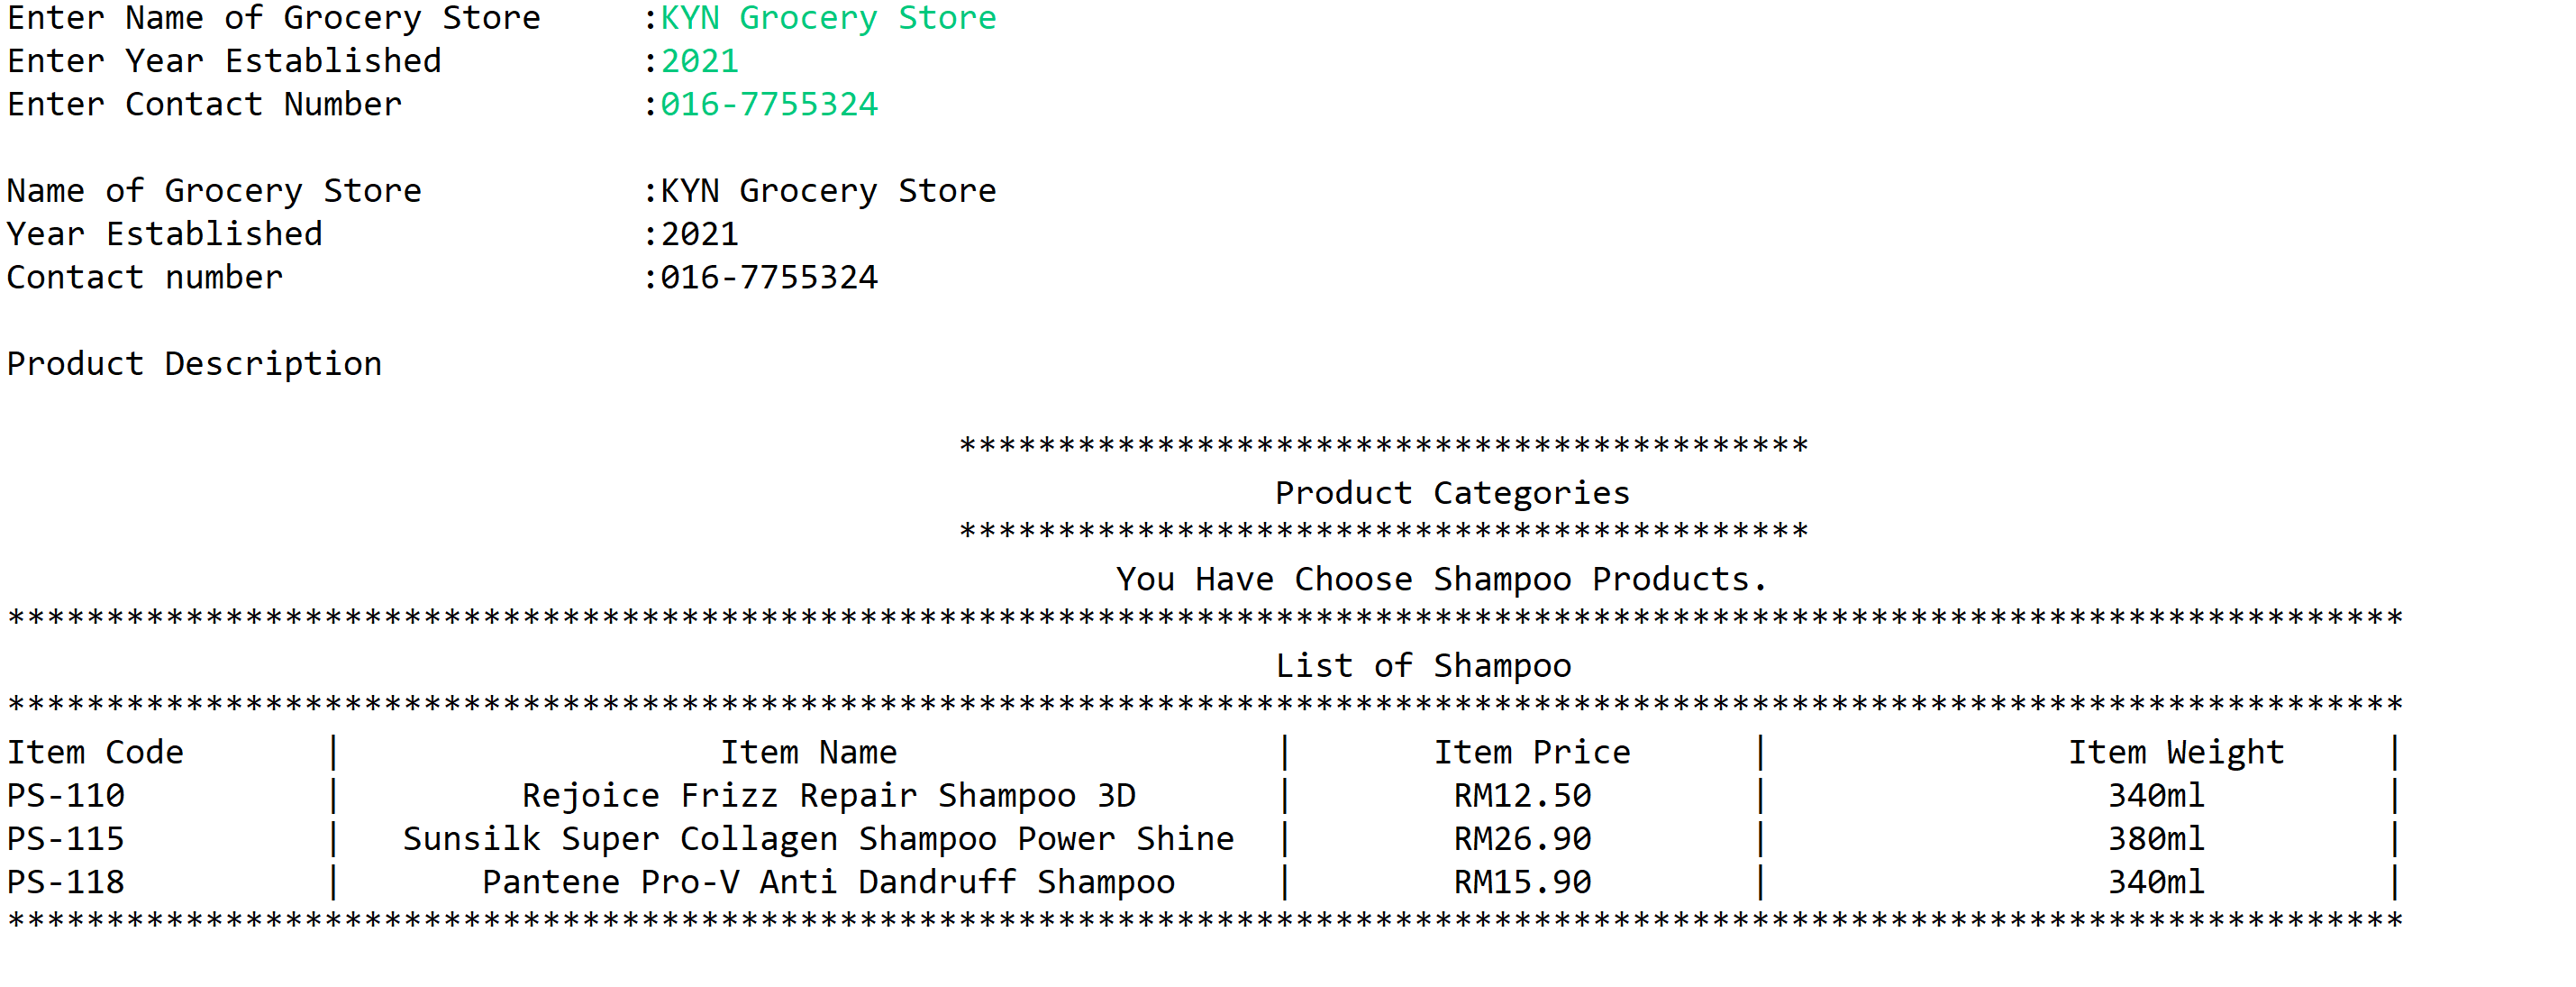 Enter Name of Grocery Store :KYN Grocery Store
Enter Year Established :2021
Enter Contact Number :016-7755324
Name of Grocery Store :KYN Grocery Store
Year Established :2021
Contact number :016-7755324
Product Description
*******************************************
Product Categories
*******************************************
You Have Choose Shampoo Products.
*************************************************************************************************************************
List of Shampoo
*************************************************************************************************************************
Item Code | Item Name | Item Price | Item Weight |
PS-110 | Rejoice Frizz Repair Shampoo 3D | RM12.50 | 340ml |
PS-115 | Sunsilk Super Collagen Shampoo Power Shine | RM26.90 | 380ml |
PS-118 | Pantene Pro-V Anti Dandruff Shampoo | RM15.90 | 340ml |
*************************************************************************************************************************